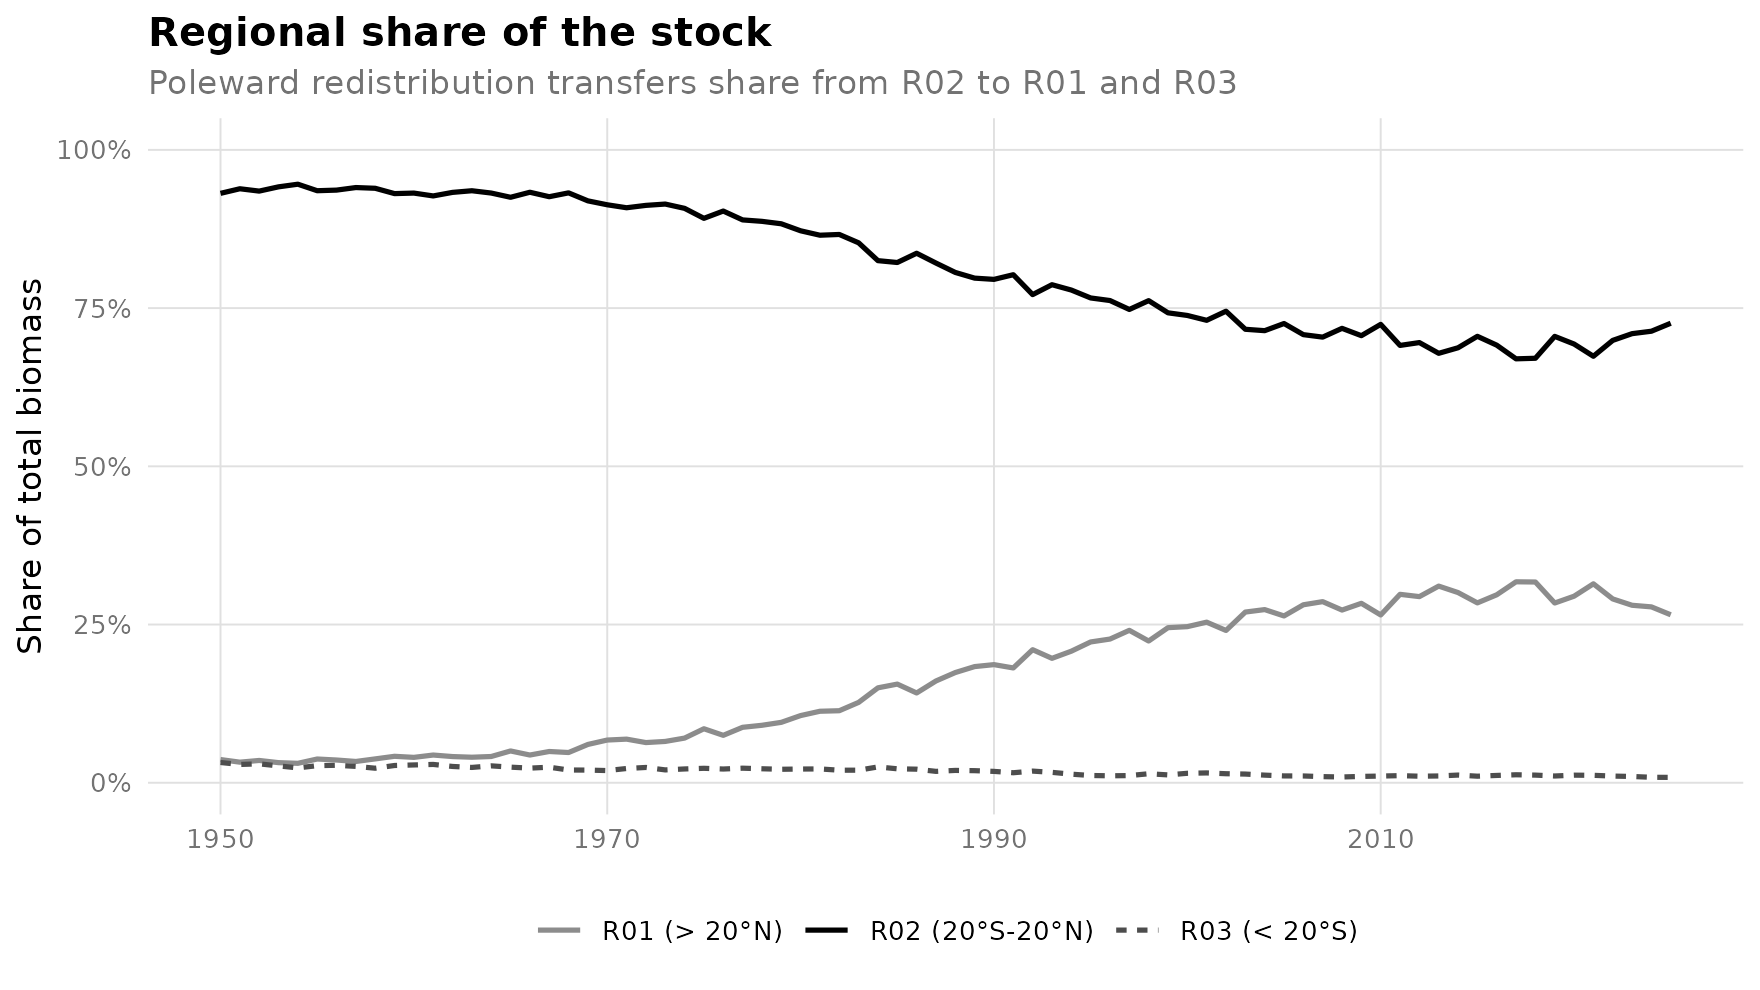 Regional share of the stock
Poleward redistribution transfers share from R02 to R01 and R03
Share of total biomass
100%
75%
50%
25%
0%
1950 1970 1990 2010
R01 (> 20°N) R02 (20°S-20°N) R03 (< 20°S)